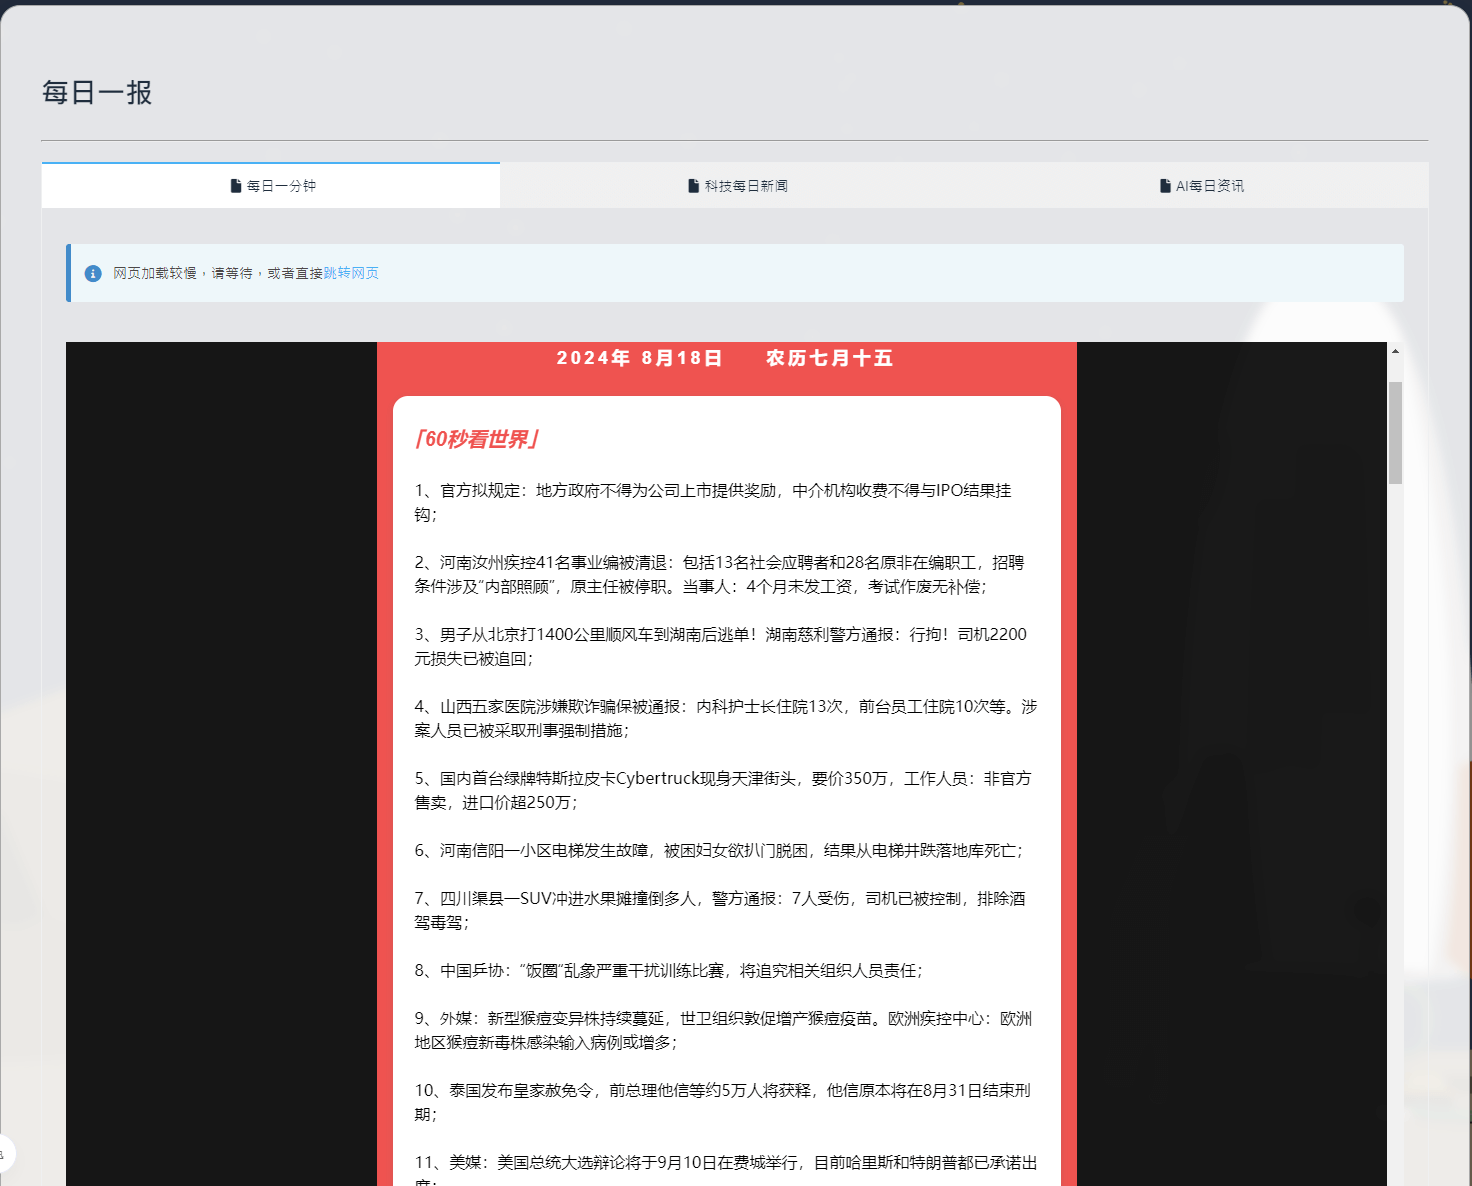 每日一报
每日一分钟
科技每日新闻
AI每日资讯
网页加载较慢，请等待，或者直接跳转网页
2024年 8月18日 农历七月十五
「60秒看世界」
1、官方拟规定：地方政府不得为公司上市提供奖励，中介机构收费不得与IPO结果挂
钩；
2、河南汝州疾控41名事业编被清退：包括13名社会应聘者和28名原非在编职工，招聘
条件涉及“内部照顾”，原主任被停职。当事人：4个月未发工资，考试作废无补偿；
3、男子从北京打1400公里顺风车到湖南后逃单！湖南慈利警方通报：行拘！司机2200
元损失已被追回；
4、山西五家医院涉嫌欺诈骗保被通报：内科护士长住院13次，前台员工住院10次等。涉
案人员已被采取刑事强制措施；
5、国内首台绿牌特斯拉皮卡Cybertruck现身天津街头，要价350万，工作人员：非官方
售卖，进口价超250万；
6、河南信阳一小区电梯发生故障，被困妇女欲扒门脱困，结果从电梯井跌落地库死亡；
7、四川渠县一SUV冲进水果摊撞倒多人，警方通报：7人受伤，司机已被控制，排除酒
驾毒驾；
8、中国乒协：“饭圈”乱象严重干扰训练比赛，将追究相关组织人员责任；
9、外媒：新型猴痘变异株持续蔓延，世卫组织敦促增产猴痘疫苗。欧洲疾控中心：欧洲
地区猴痘新毒株感染输入病例或增多；
10、泰国发布皇家赦免令，前总理他信等约5万人将获释，他信原本将在8月31日结束刑
期；
11、美媒：美国总统大选辩论将于9月10日在费城举行，目前哈里斯和特朗普都已承诺出